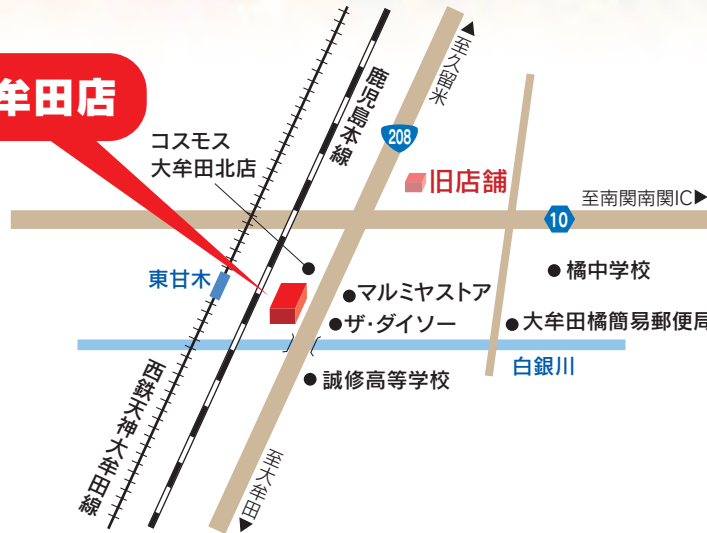 牟田店
至久留米
鹿児島本線
208
コスモス
大牟田北店
旧店舗
至南関南関IC▶
10
東甘木
橘中学校
マルミヤストア
ザ・ダイソー
大牟田橘簡易郵便局
白銀川
誠修高等学校
西鉄天神大牟田線
至大牟田